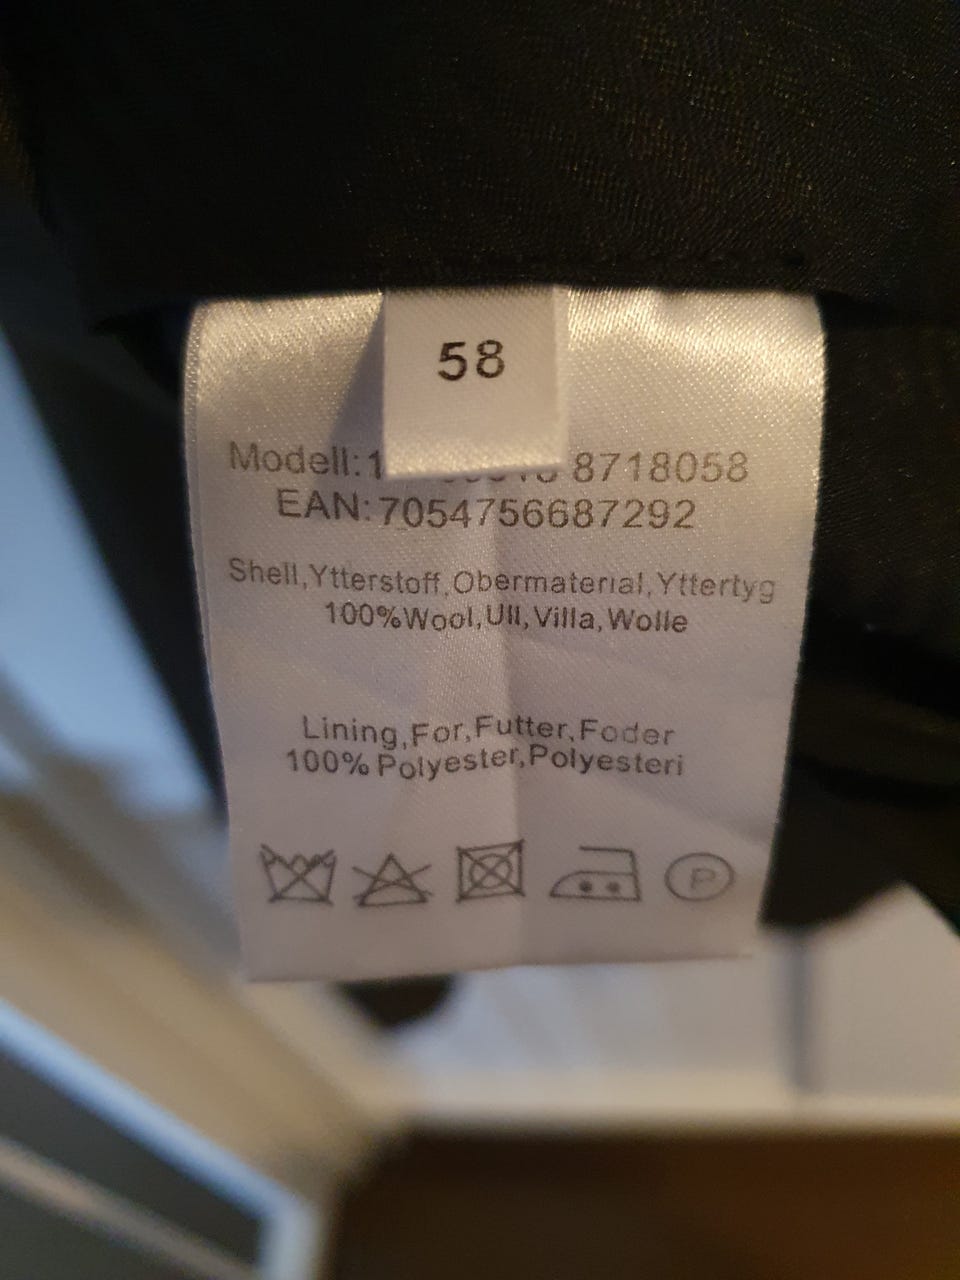 58
Modell: 8718058
EAN:7054756687292
Shell,Ytterstoff,Obermaterial,Yttertyg
100%Wool,Ull,Villa,Wolle
Lining,For,Futter,Foder
100% Polyester,Polyesteri
P